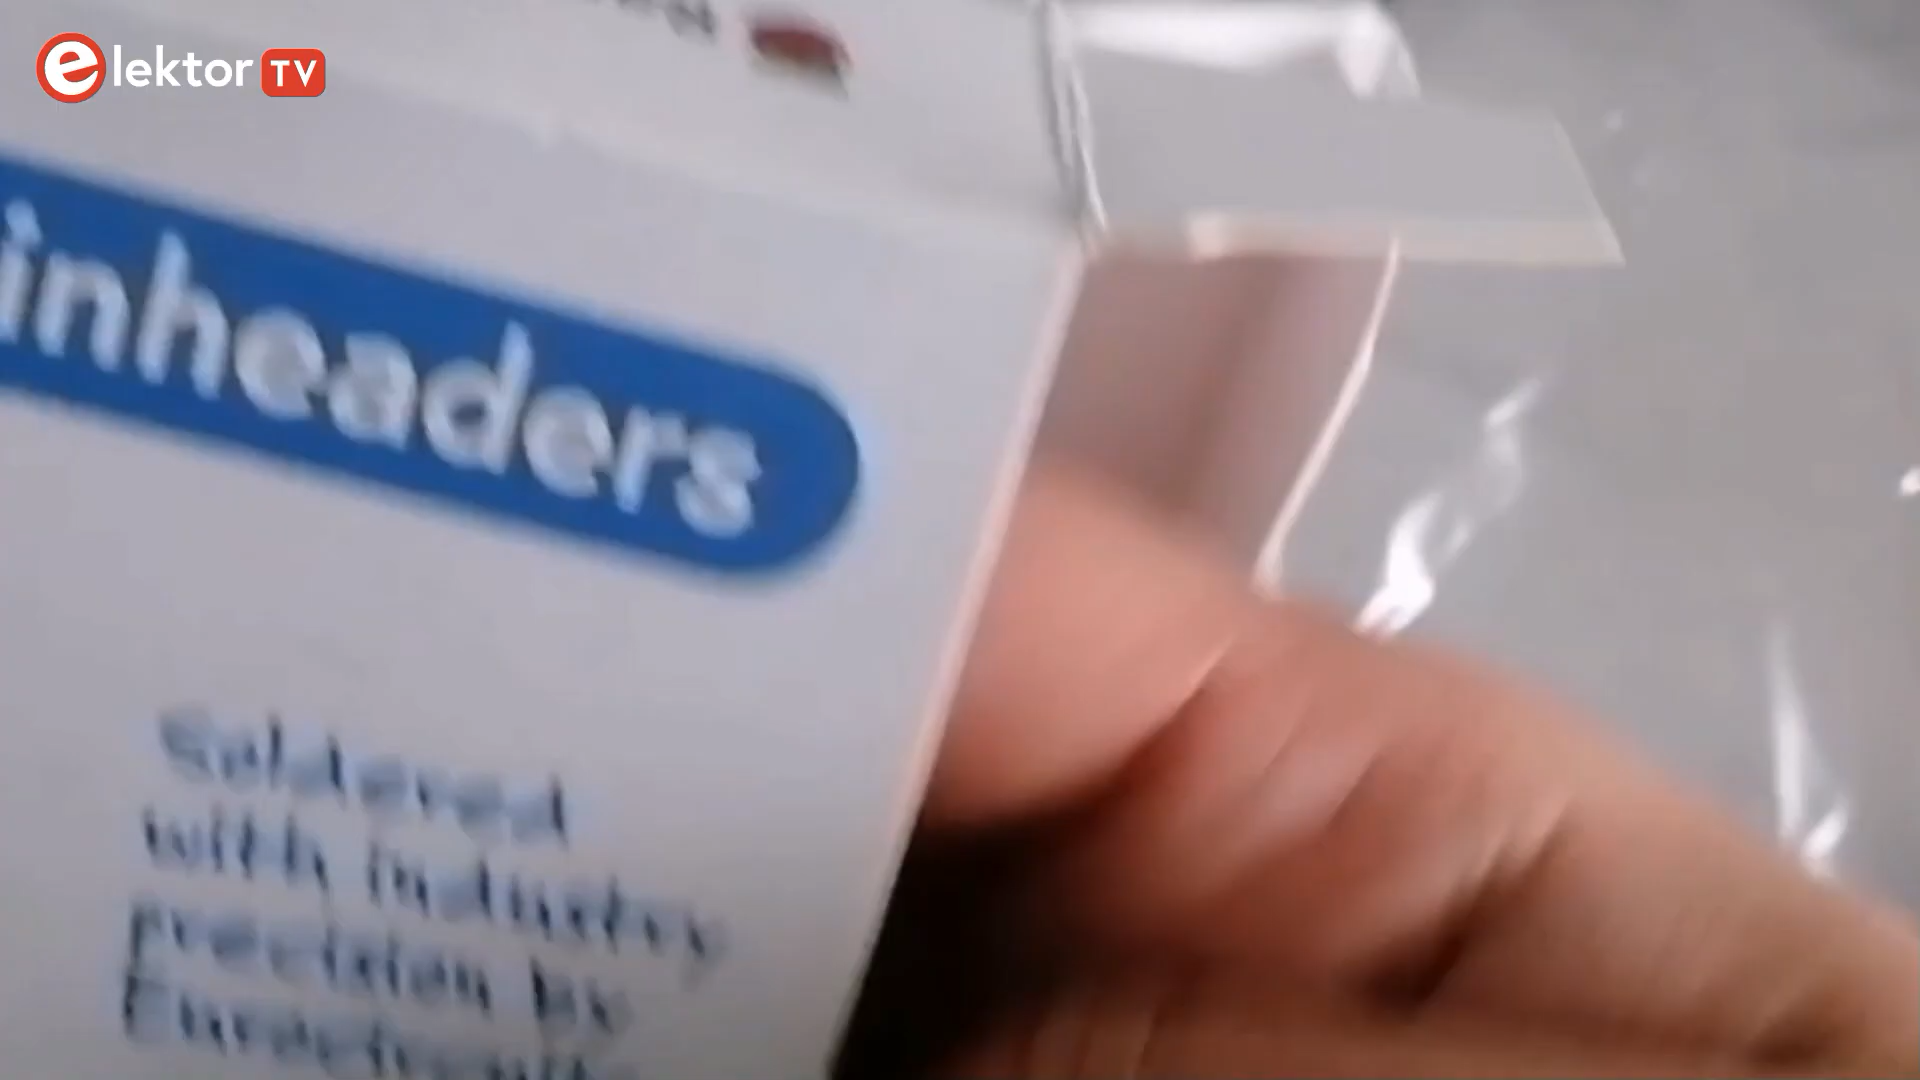 elektor TV
inheaders
Soldered
with industry
precision by